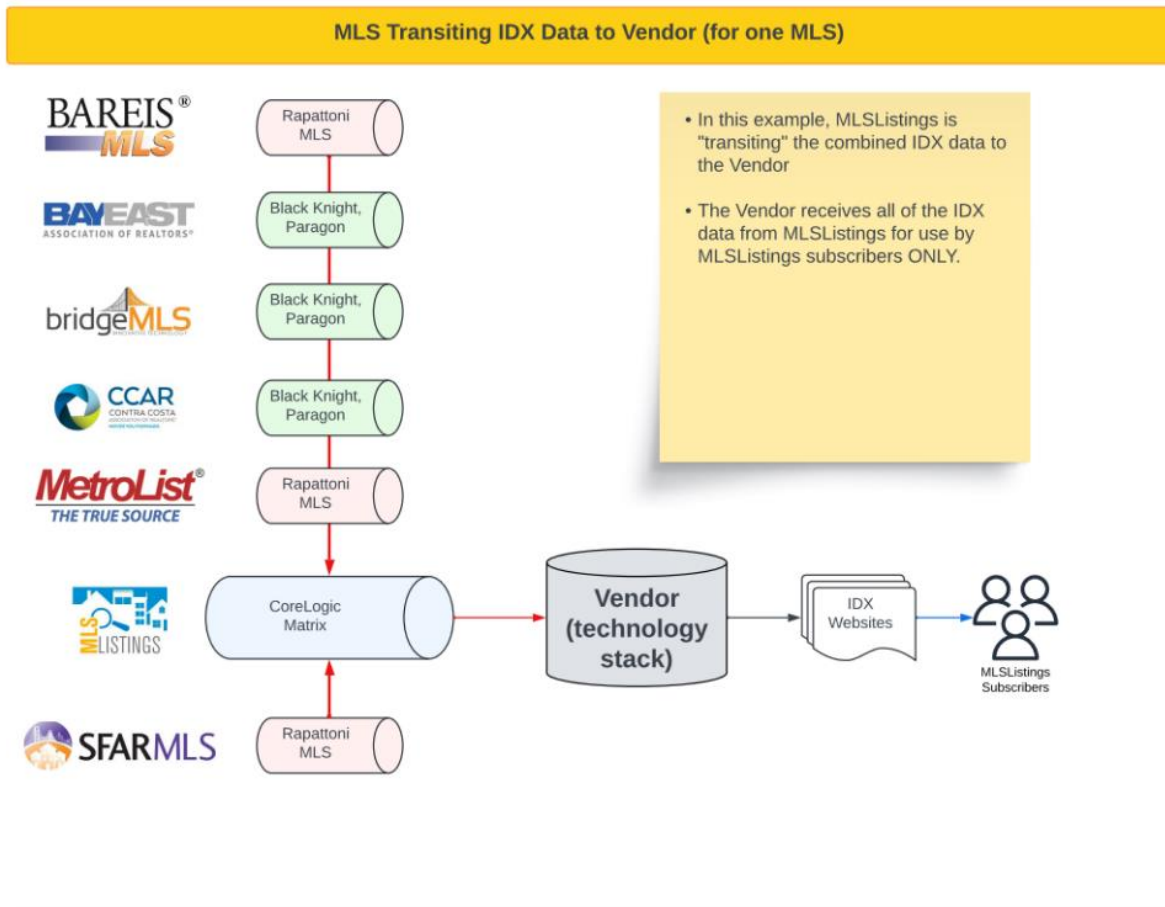 MLS Transiting IDX Data to Vendor (for one MLS)
BAREIS®
MLS
Rapattoni
MLS
• In this example, MLSListings is
"transiting" the combined IDX data to
the Vendor
• The Vendor receives all of the IDX
data from MLSListings for use by
MLSListings subscribers ONLY.
BAYEAST
ASSOCIATION OF REALTORS®
Black Knight,
Paragon
bridgeMLS
Black Knight,
Paragon
CCAR
CONTRA COSTA
Black Knight,
Paragon
MetroList®
THE TRUE SOURCE
Rapattoni
MLS
MLS
LISTINGS
CoreLogic
Matrix
Vendor
(technology
stack)
IDX
Websites
MLSListings
Subscribers
SFARMLS
Rapattoni
MLS